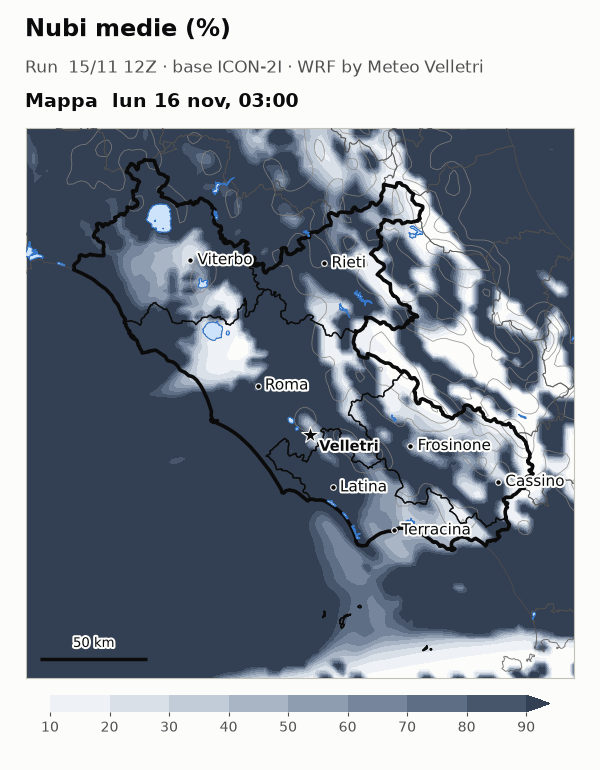 Nubi medie (%)
Run  15/11 12Z · base ICON-2I · WRF by Meteo Velletri
Mappa  lun 16 nov, 03:00
Viterbo
Rieti
Roma
Velletri
Frosinone
Latina
Cassino
Terracina
50 km
10 20 30 40 50 60 70 80 90